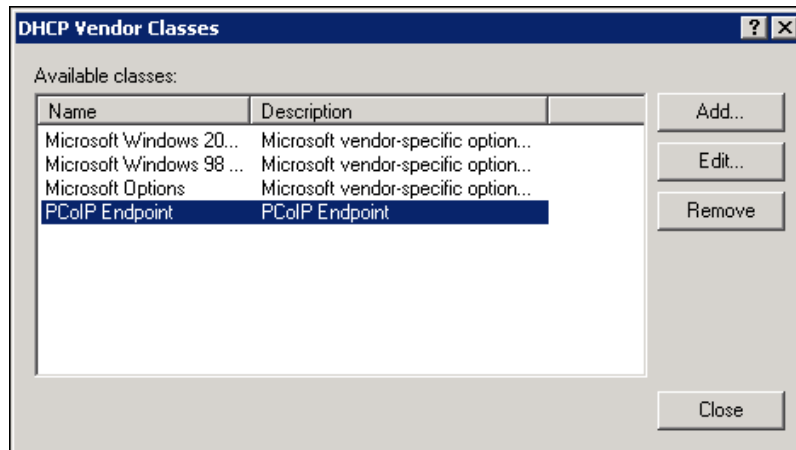 DHCP Vendor Classes
Available classes:
Name Description
Microsoft Windows 20... Microsoft vendor-specific option...
Microsoft Windows 98 ... Microsoft vendor-specific option...
Microsoft Options Microsoft vendor-specific option...
PCoIP Endpoint PCoIP Endpoint
Add...
Edit...
Remove
Close